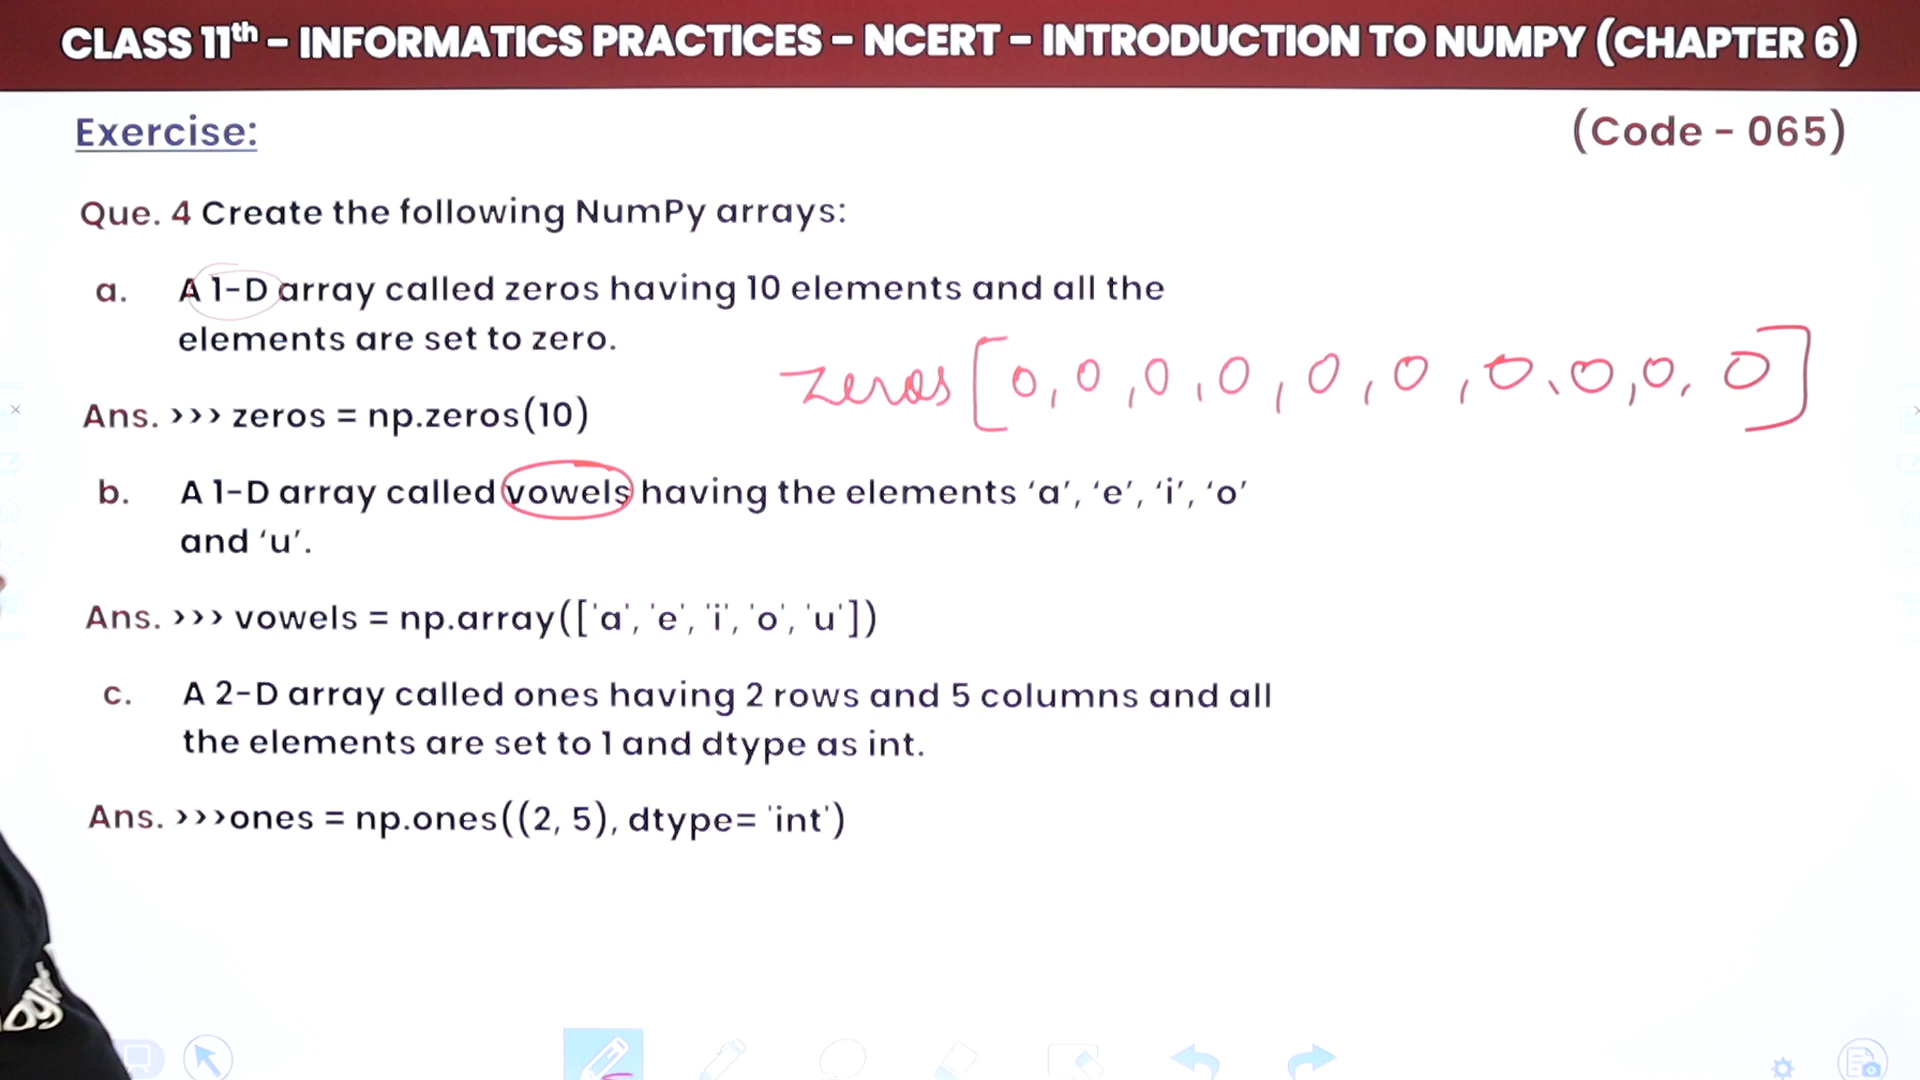 CLASS 11th – INFORMATICS PRACTICES – NCERT – INTRODUCTION TO NUMPY (CHAPTER 6)
Exercise: (Code - 065)
Que. 4 Create the following NumPy arrays:
a. A 1-D array called zeros having 10 elements and all the
elements are set to zero.
zeros [0, 0, 0, 0, 0, 0, 0, 0, 0, 0]
Ans. >>> zeros = np.zeros(10)
b. A 1-D array called vowels having the elements ‘a’, ‘e’, ‘i’, ‘o’
and ‘u’.
Ans. >>> vowels = np.array(['a', 'e', 'i', 'o', 'u'])
c. A 2-D array called ones having 2 rows and 5 columns and all
the elements are set to 1 and dtype as int.
Ans. >>>ones = np.ones((2, 5), dtype= 'int')